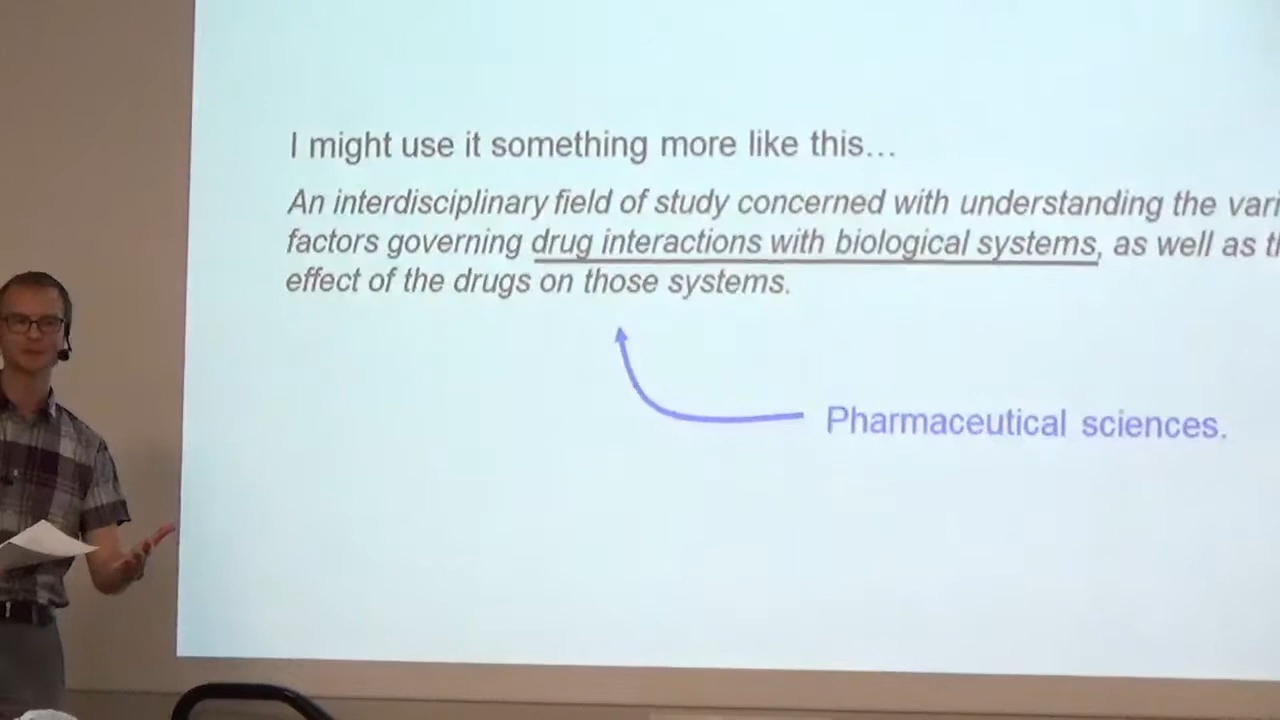 I might use it something more like this…
An interdisciplinary field of study concerned with understanding the
factors governing drug interactions with biological systems, as well as
effect of the drugs on those systems.
Pharmaceutical sciences.